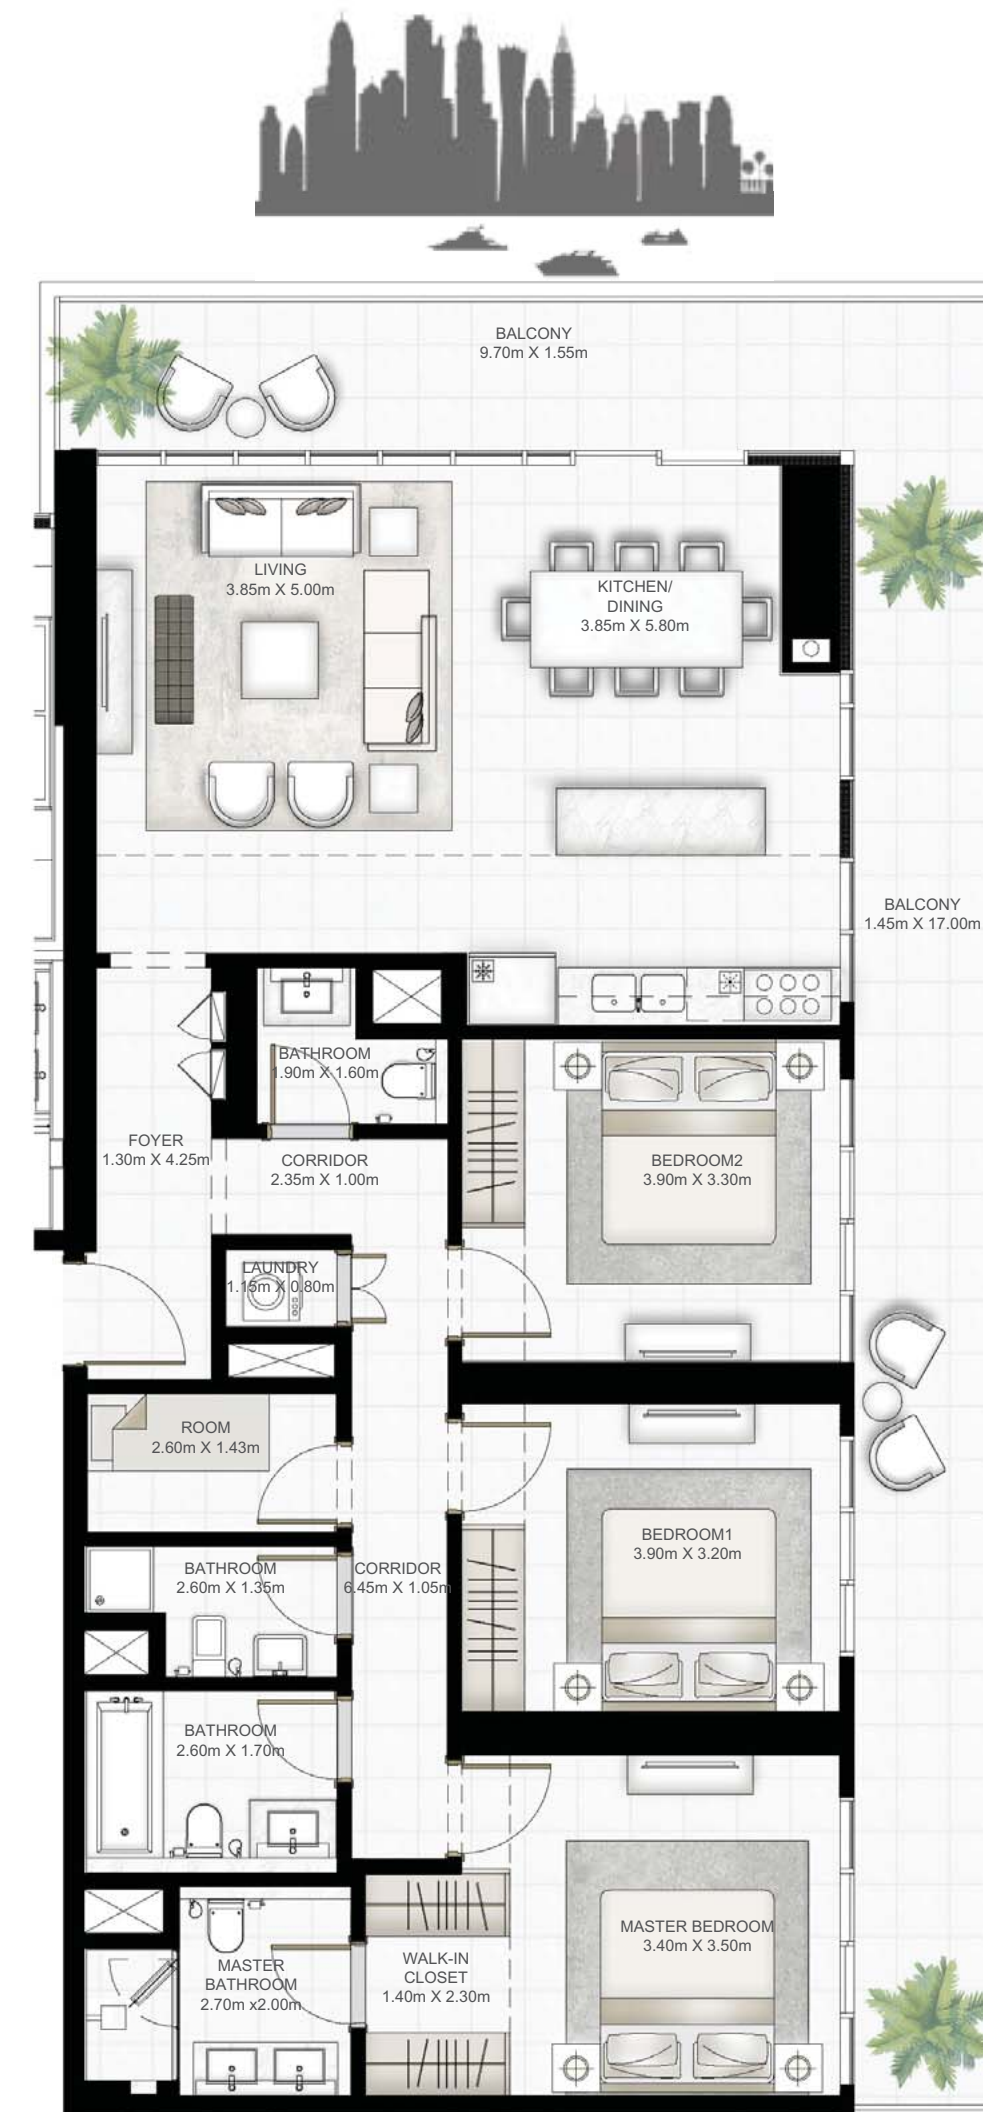 BALCONY
9.70m X 1.55m
LIVING
3.85m X 5.00m
KITCHEN/
DINING
3.85m X 5.80m
BALCONY
1.45m X 17.00m
BATHROOM
1.90m X 1.60m
FOYER
1.30m X 4.25m
CORRIDOR
2.35m X 1.00m
BEDROOM2
3.90m X 3.30m
LAUNDRY
1.15m X 0.80m
ROOM
2.60m X 1.43m
BEDROOM1
3.90m X 3.20m
BATHROOM
2.60m X 1.35m
CORRIDOR
6.45m X 1.05m
BATHROOM
2.60m X 1.70m
MASTER BEDROOM
3.40m X 3.50m
WALK-IN
CLOSET
1.40m X 2.30m
MASTER
BATHROOM
2.70m x2.00m